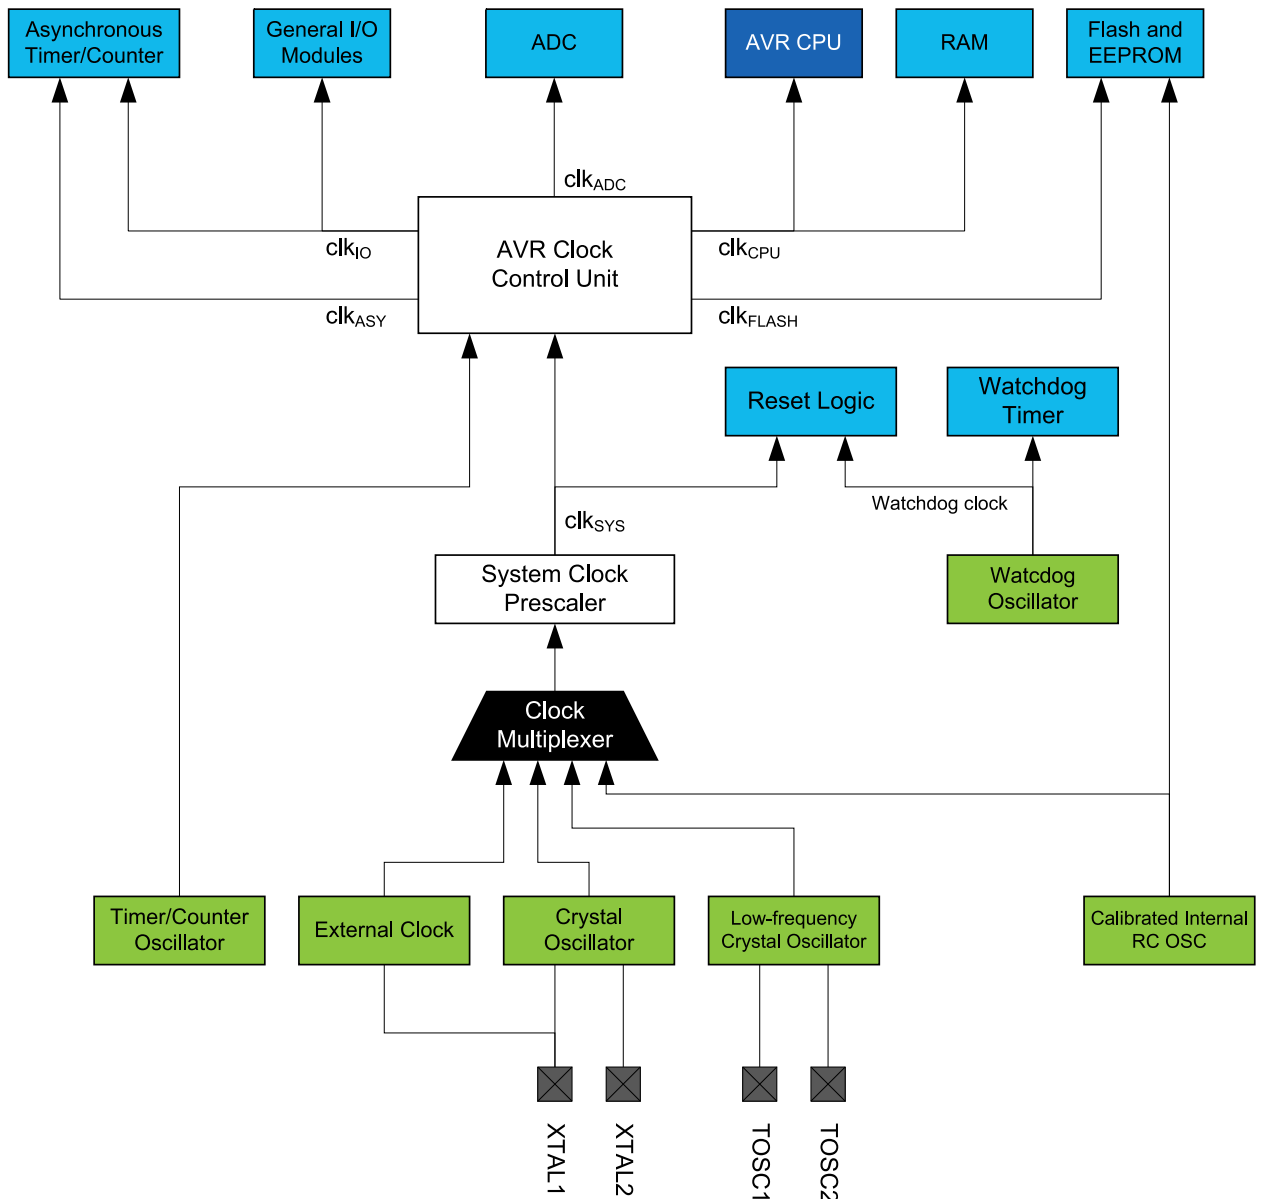 Asynchronous
Timer/Counter
General I/O
Modules
ADC
AVR CPU
RAM
Flash and
EEPROM
clkADC
clkIO
clkASY
AVR Clock
Control Unit
clkCPU
clkFLASH
Reset Logic
Watchdog
Timer
Watchdog clock
clkSYS
System Clock
Prescaler
Watcdog
Oscillator
Clock
Multiplexer
Timer/Counter
Oscillator
External Clock
Crystal
Oscillator
Low-frequency
Crystal Oscillator
Calibrated Internal
RC OSC
XTAL1
XTAL2
TOSC1
TOSC2